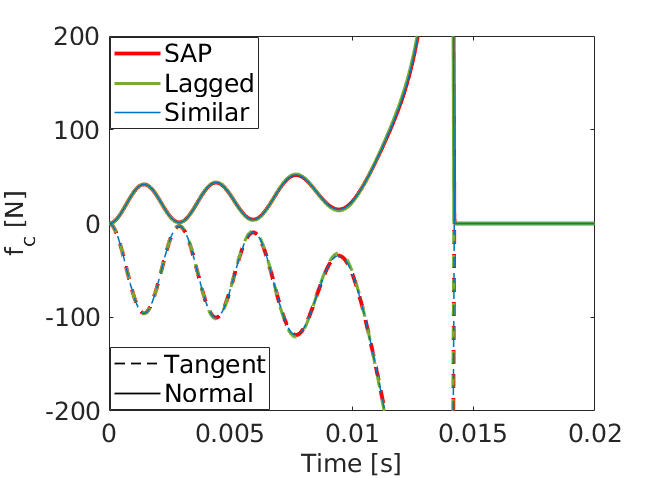 200
100
0
-100
-200
f_c [N]
SAP
Lagged
Similar
Tangent
Normal
0 0.005 0.01 0.015 0.02
Time [s]